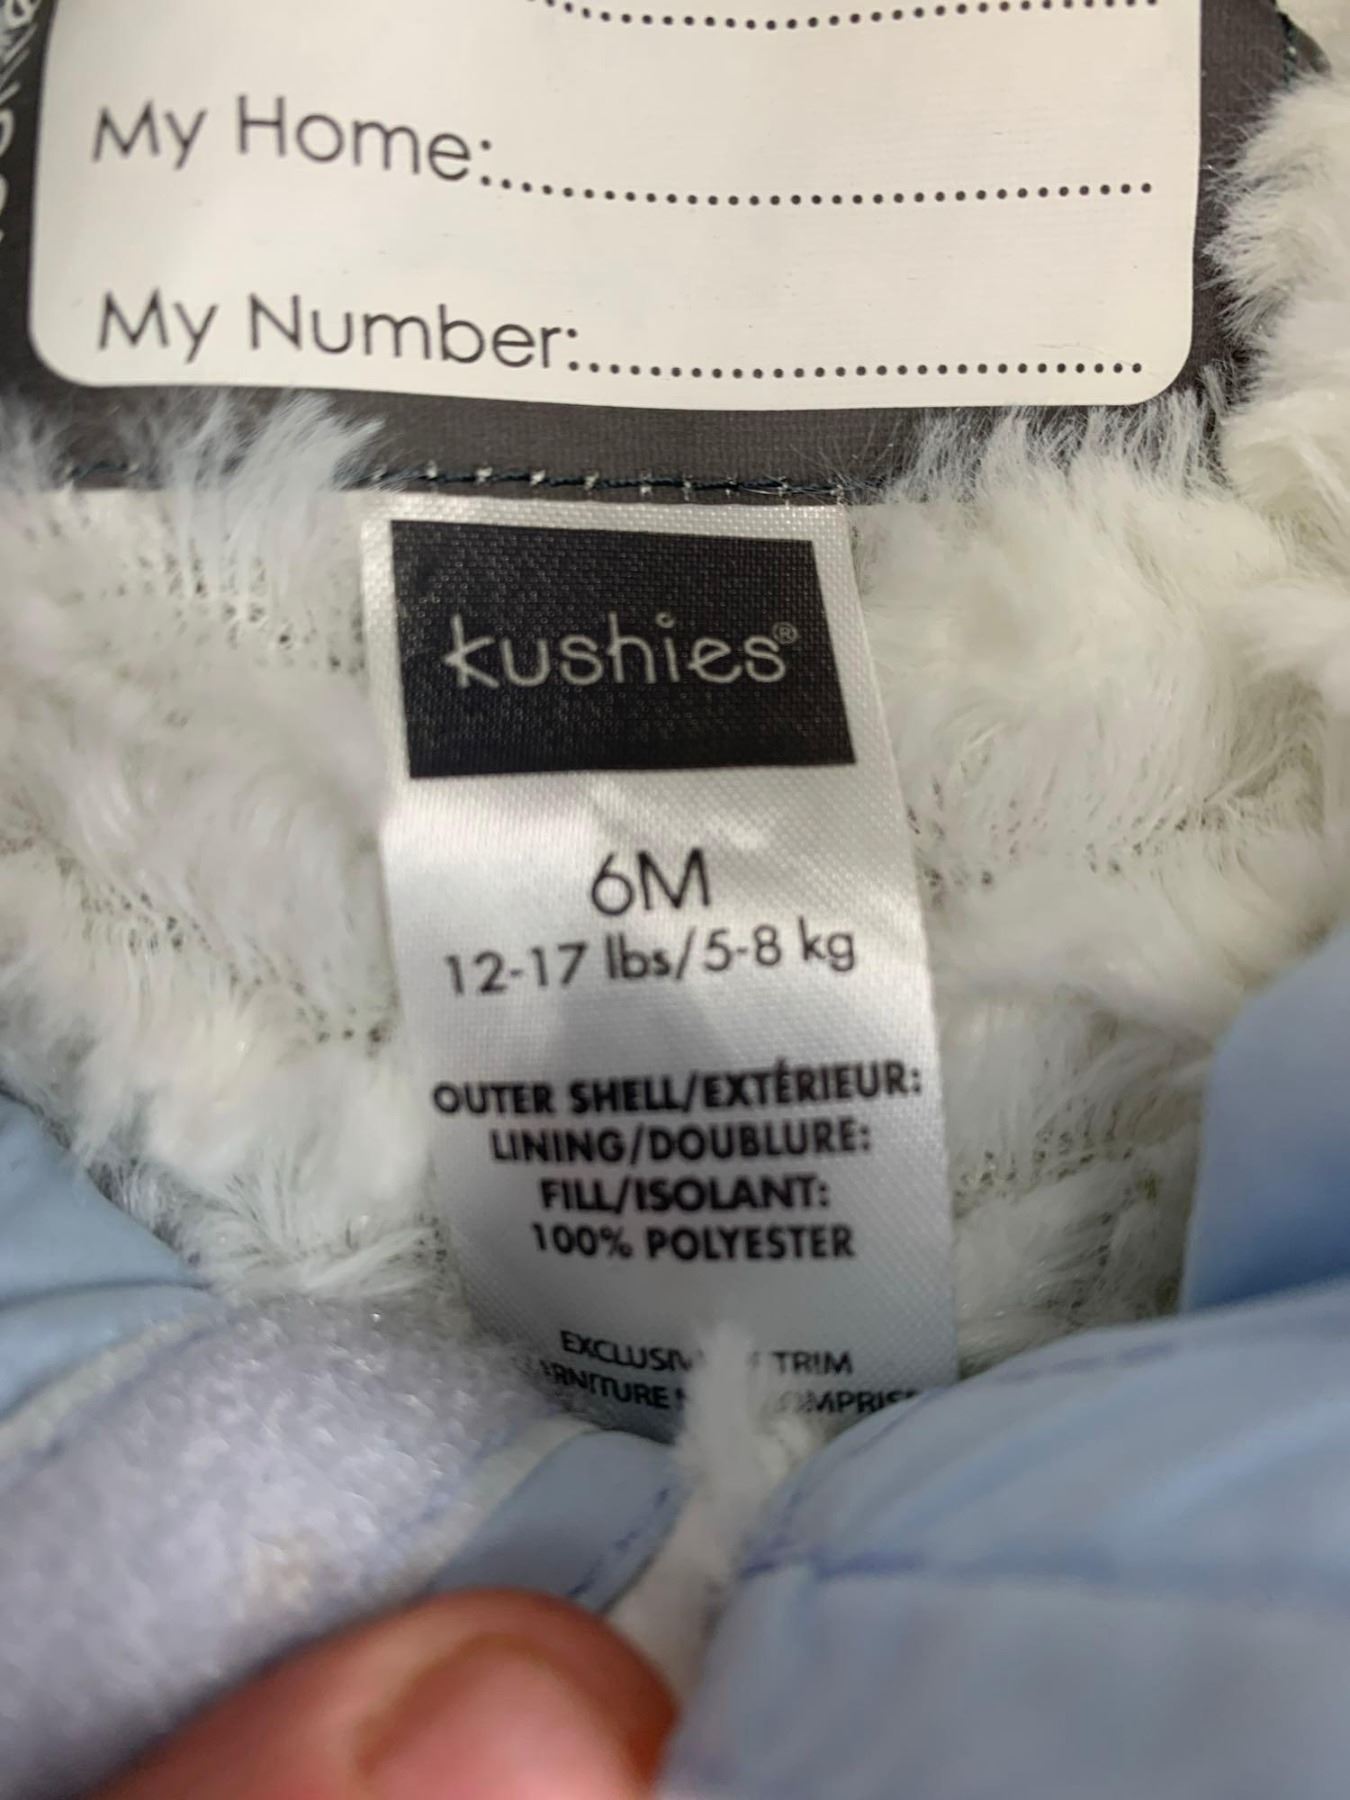 My Home:
My Number:
kushies®
6M
12-17 lbs/5-8 kg
OUTER SHELL/EXTÉRIEUR:
LINING/DOUBLURE:
FILL/ISOLANT:
100% POLYESTER
TRIM